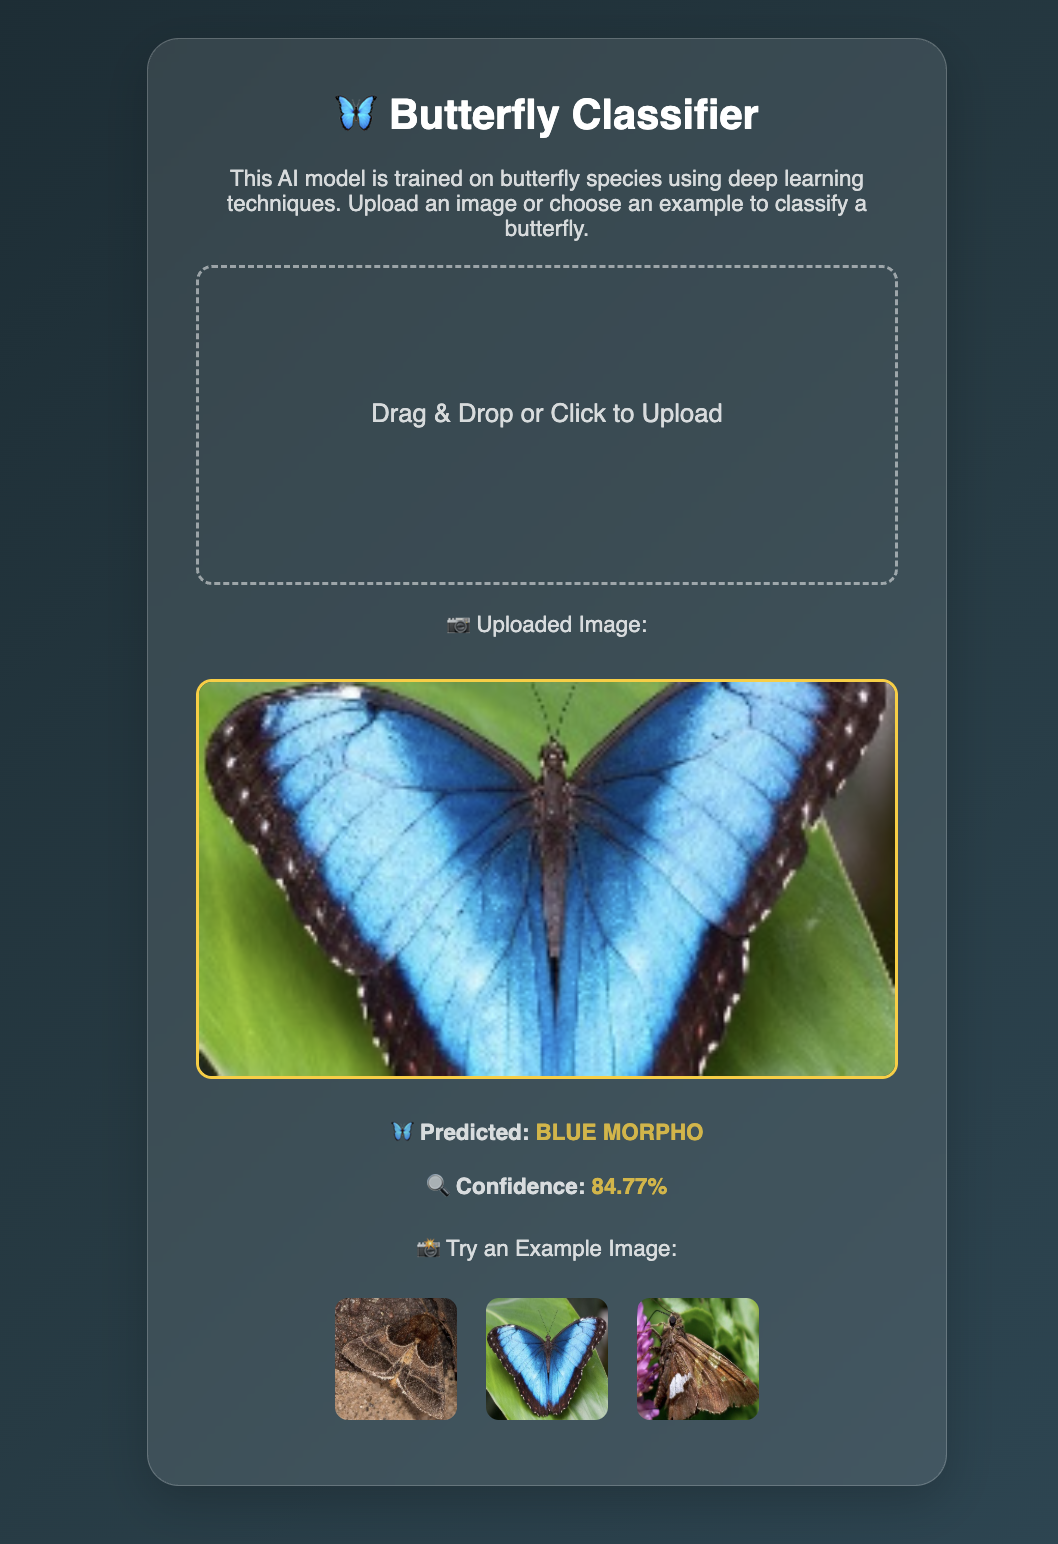 🦋 Butterfly Classifier
This AI model is trained on butterfly species using deep learning
techniques. Upload an image or choose an example to classify a
butterfly.
Drag & Drop or Click to Upload
📷 Uploaded Image:
🦋 Predicted: BLUE MORPHO
🔍 Confidence: 84.77%
📸 Try an Example Image: